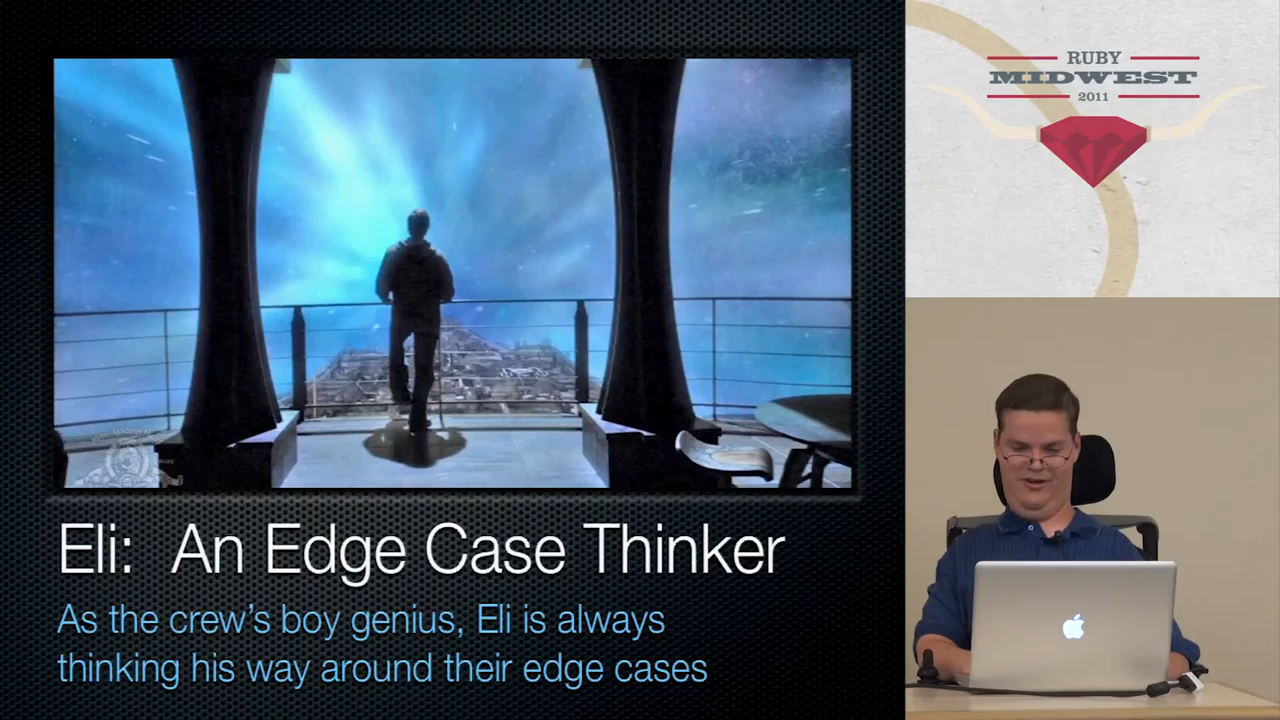 RUBY
MIDWEST
2011
Eli: An Edge Case Thinker
As the crew's boy genius, Eli is always
thinking his way around their edge cases